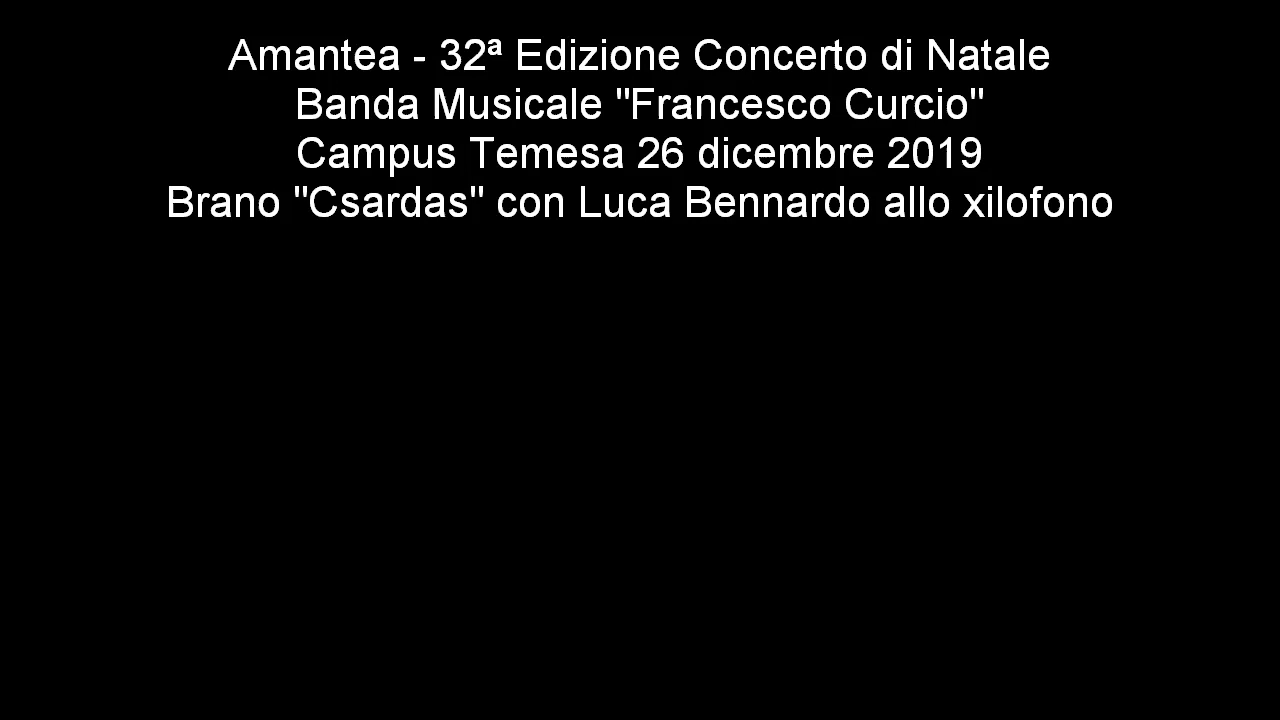 Amantea - 32ª Edizione Concerto di Natale
Banda Musicale "Francesco Curcio"
Campus Temesa 26 dicembre 2019
Brano "Csardas" con Luca Bennardo allo xilofono